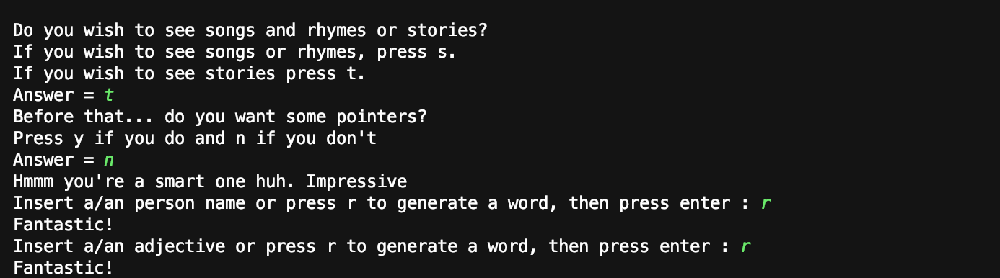 Do you wish to see songs and rhymes or stories?
If you wish to see songs or rhymes, press s.
If you wish to see stories press t.
Answer = t
Before that... do you want some pointers?
Press y if you do and n if you don't
Answer = n
Hmmm you're a smart one huh. Impressive
Insert a/an person name or press r to generate a word, then press enter : r
Fantastic!
Insert a/an adjective or press r to generate a word, then press enter : r
Fantastic!